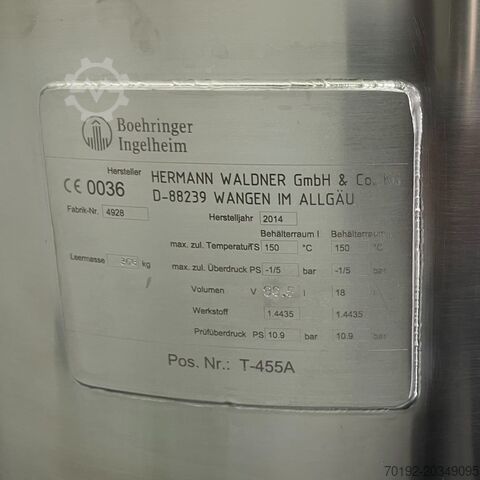 Boehringer
Ingelheim
Hersteller
CE 0036 HERMANN WALDNER GmbH & Co.
D-88239 WANGEN IM ALLGÄU
Fabrik-Nr. 4928 Herstelljahr 2014
Behälterraum I Behälterraum
max. zul. Temperatur TS 150 °C 150 °C
Leermasse kg max. zul. Überdruck PS -1/5 bar -1/5 bar
Volumen V l 18 l
Werkstoff 1.4435 1.4435
Prüfüberdruck PS 10.9 bar 10.9 bar
Pos. Nr.: T-455A
70192-20349095